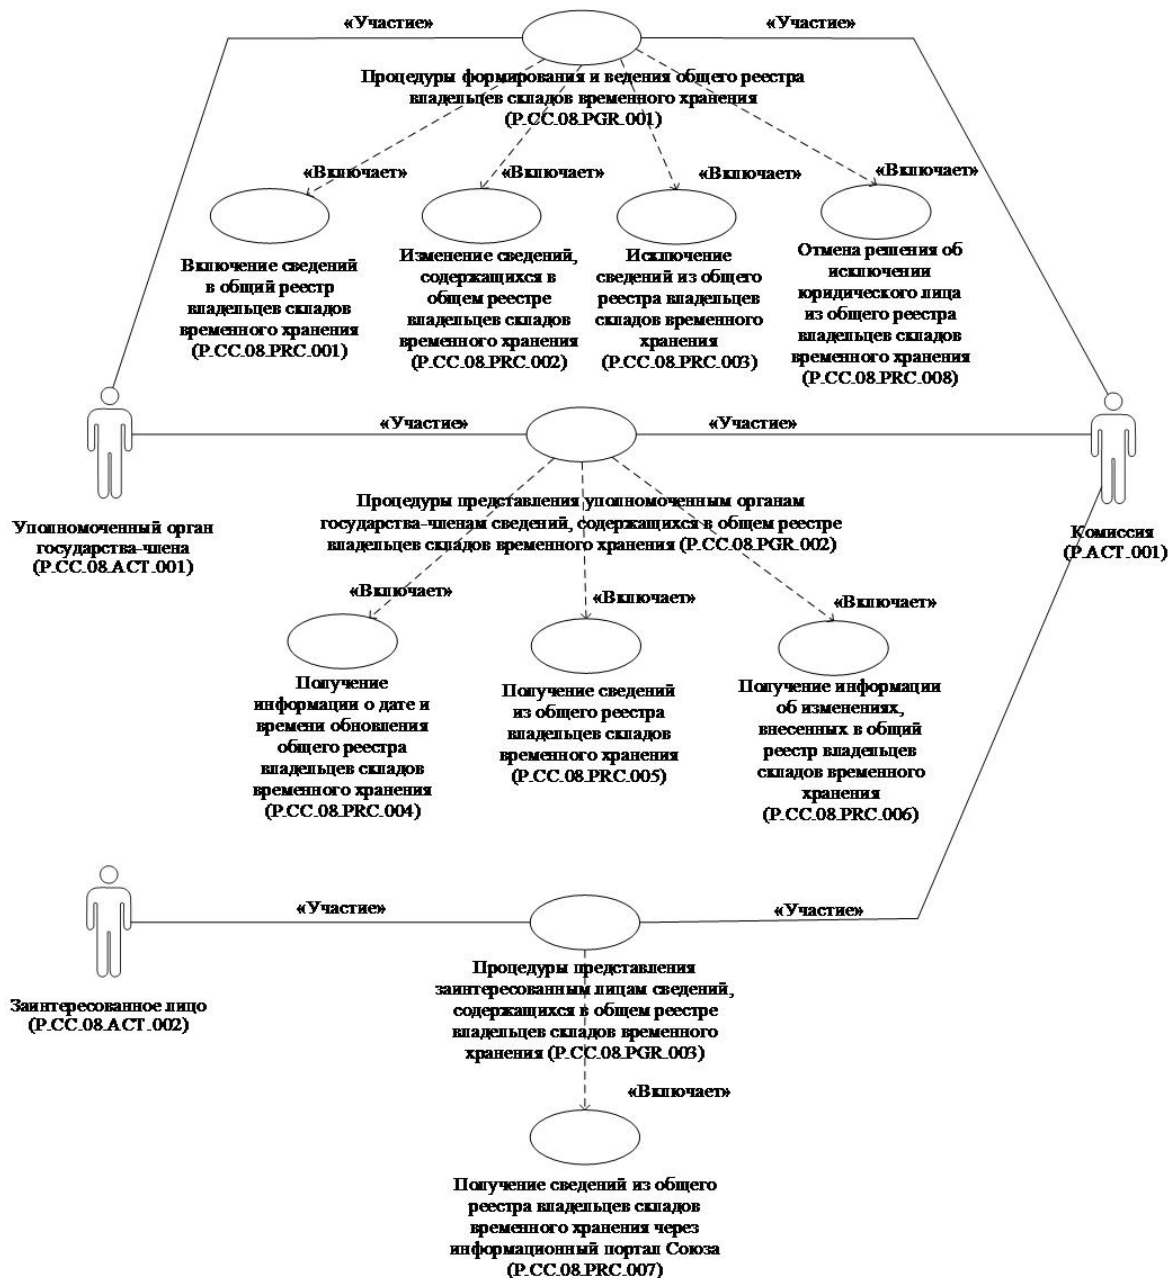 «Участие»
«Участие»
Процедуры формирования и ведения общего реестра
владельцев складов временного хранения
(P.CC.08.PGR.001)
«Включает»
«Включает»
«Включает»
«Включает»
Включение сведений
в общий реестр
владельцев складов
временного хранения
(P.CC.08.PRC.001)
Изменение сведений,
содержащихся в
общем реестре
владельцев складов
временного хранения
(P.CC.08.PRC.002)
Исключение
сведений из общего
реестра владельцев
складов временного
хранения
(P.CC.08.PRC.003)
Отмена решения об
исключении
юридического лица
из общего реестра
владельцев складов
временного хранения
(P.CC.08.PRC.008)
«Участие»
«Участие»
Уполномоченный орган
государства-члена
(P.CC.08.ACT.001)
Процедуры представления уполномоченным органам
государства-членам сведений, содержащихся в общем реестре
владельцев складов временного хранения (P.CC.08.PGR.002)
Комиссия
(P.ACT.001)
«Включает»
«Включает»
«Включает»
Получение
информации о дате и
времени обновления
общего реестра
владельцев складов
временного хранения
(P.CC.08.PRC.004)
Получение сведений
из общего реестра
владельцев складов
временного хранения
(P.CC.08.PRC.005)
Получение информации
об изменениях,
внесенных в общий
реестр владельцев
складов временного
хранения
(P.CC.08.PRC.006)
«Участие»
«Участие»
Заинтересованное лицо
(P.CC.08.ACT.002)
Процедуры представления
заинтересованным лицам сведений,
содержащихся в общем реестре
владельцев складов временного
хранения (P.CC.08.PGR.003)
«Включает»
Получение сведений из общего
реестра владельцев складов
временного хранения через
информационный портал Союза
(P.CC.08.PRC.007)